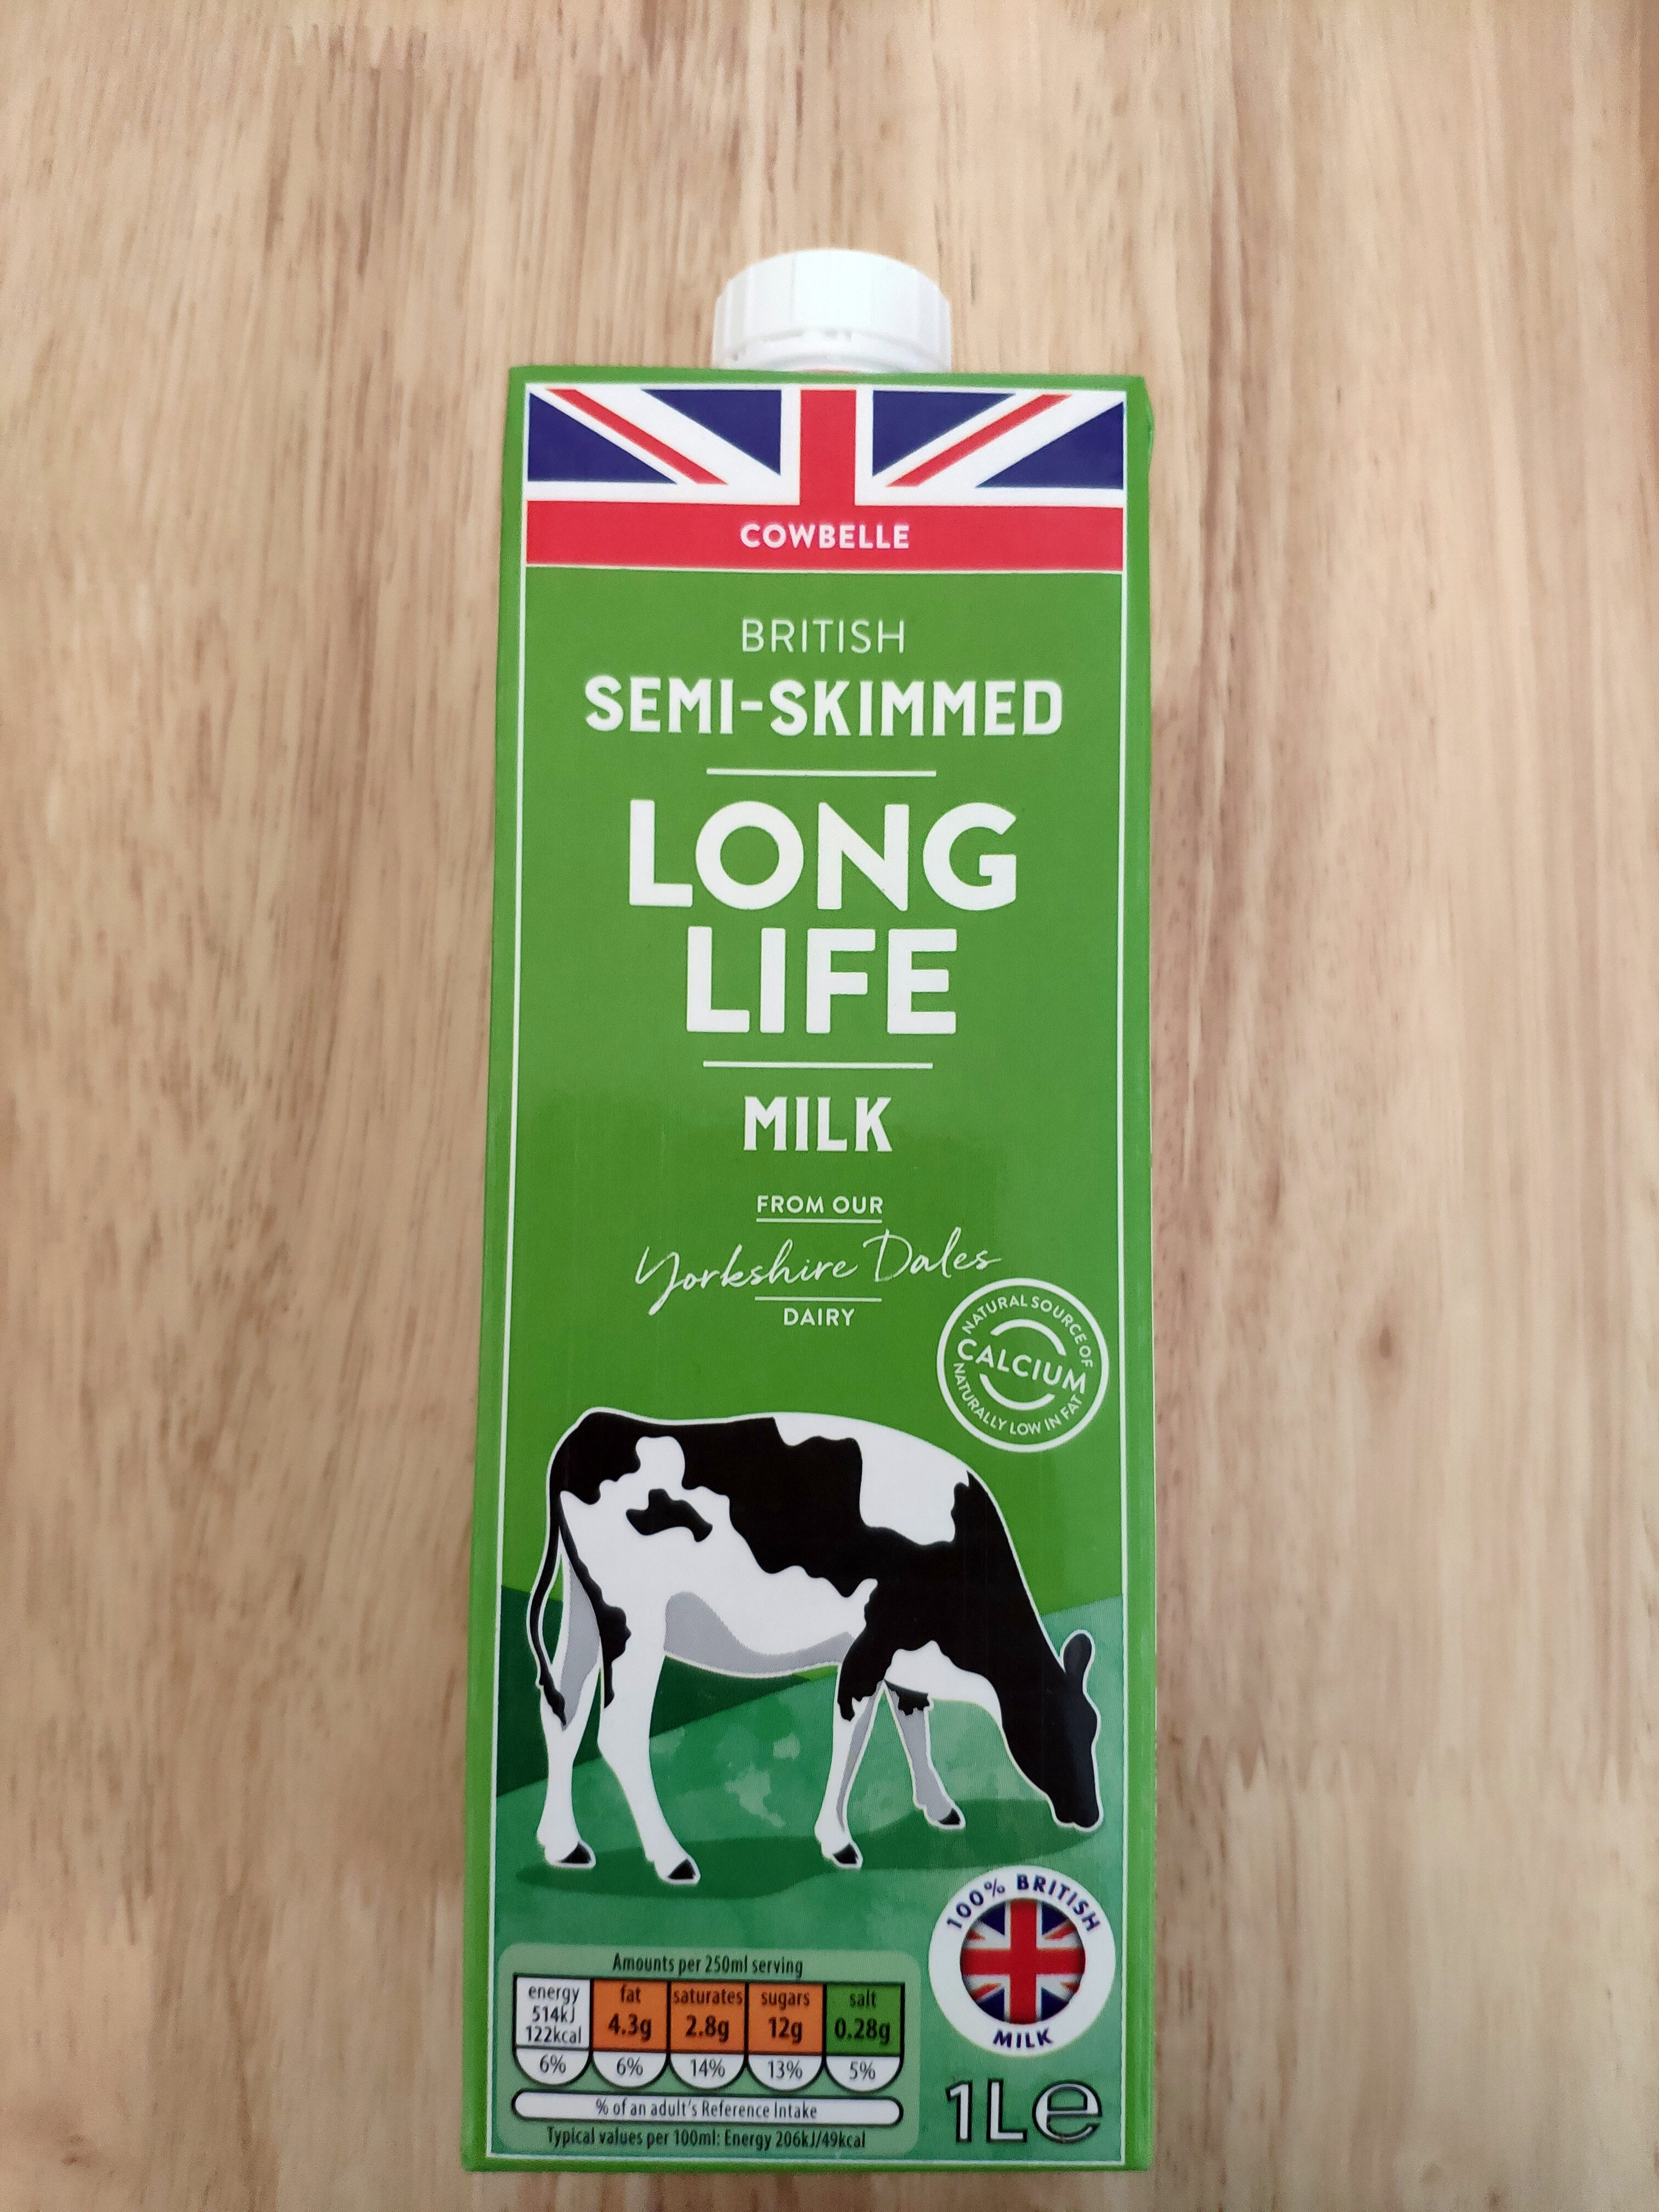 COWBELLE
BRITISH
SEMI-SKIMMED
LONG
LIFE
MILK
FROM OUR
Yorkshire Dales
DAIRY
NATURAL SOURCE OF
CALCIUM
NATURALLY LOW IN FAT
100% BRITISH
MILK
Amounts per 250ml serving
energy 514kJ 122kcal 6%
fat 4.3g 6%
saturates 2.8g 14%
sugars 12g 13%
salt 0.28g 5%
% of an adult's Reference Intake
Typical values per 100ml: Energy 206kJ/49kcal
1L℮